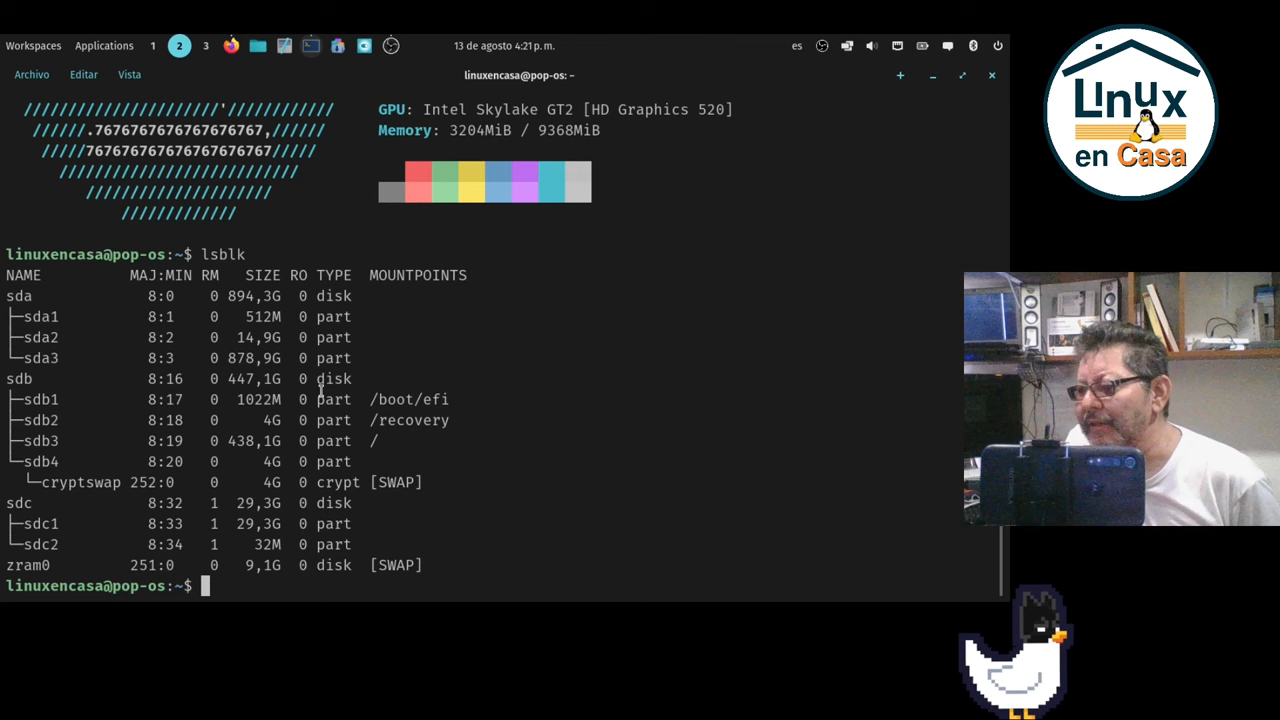 Workspaces Applications 1 2 3 13 de agosto 4:21 p. m. es
Archivo Editar Vista linuxencasa@pop-os: ~
////////////////////////'//////////// GPU: Intel Skylake GT2 [HD Graphics 520]
//////.7676767676767676767,////// Memory: 3204MiB / 9368MiB
/////767676767676767676767/////
///////////////////////////
/////////////////////
/////////////
linuxencasa@pop-os:~$ lsblk
NAME MAJ:MIN RM SIZE RO TYPE MOUNTPOINTS
sda 8:0 0 894,3G 0 disk
├─sda1 8:1 0 512M 0 part
├─sda2 8:2 0 14,9G 0 part
└─sda3 8:3 0 878,9G 0 part
sdb 8:16 0 447,1G 0 disk
├─sdb1 8:17 0 1022M 0 part /boot/efi
├─sdb2 8:18 0 4G 0 part /recovery
├─sdb3 8:19 0 438,1G 0 part /
└─sdb4 8:20 0 4G 0 part
└─cryptswap 252:0 0 4G 0 crypt [SWAP]
sdc 8:32 1 29,3G 0 disk
├─sdc1 8:33 1 29,3G 0 part
└─sdc2 8:34 1 32M 0 part
zram0 251:0 0 9,1G 0 disk [SWAP]
linuxencasa@pop-os:~$
Linux
en Casa